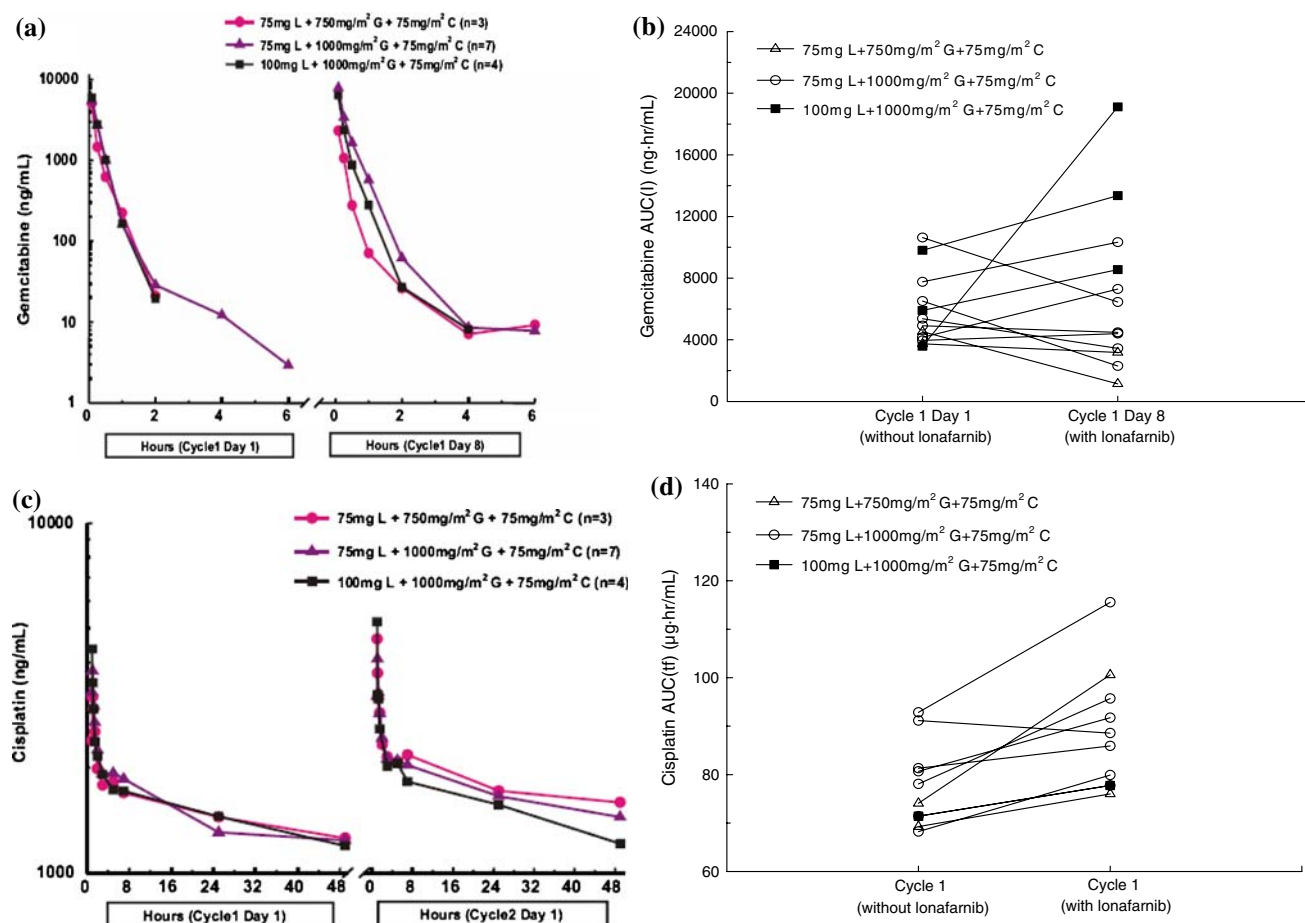 (a)
75mg L + 750mg/m² G + 75mg/m² C (n=3)
75mg L + 1000mg/m² G + 75mg/m² C (n=7)
100mg L + 1000mg/m² G + 75mg/m² C (n=4)
Gemcitabine (ng/mL)
10000
1000
100
10
1
0 2 4 6 0 2 4 6
Hours (Cycle1 Day 1) Hours (Cycle1 Day 8)
(b)
75mg L+750mg/m² G+75mg/m² C
75mg L+1000mg/m² G+75mg/m² C
100mg L+1000mg/m² G+75mg/m² C
Gemcitabine AUC(I) (ng·hr/mL)
24000
20000
16000
12000
8000
4000
0
Cycle 1 Day 1 Cycle 1 Day 8
(without lonafarnib) (with lonafarnib)
(c)
75mg L + 750mg/m² G + 75mg/m² C (n=3)
75mg L + 1000mg/m² G + 75mg/m² C (n=7)
100mg L + 1000mg/m² G + 75mg/m² C (n=4)
Cisplatin (ng/mL)
10000
1000
0 8 16 24 32 40 48 0 8 16 24 32 40 48
Hours (Cycle1 Day 1) Hours (Cycle2 Day 1)
(d)
75mg L+750mg/m² G+75mg/m² C
75mg L+1000mg/m² G+75mg/m² C
100mg L+1000mg/m² G+75mg/m² C
Cisplatin AUC(tf) (µg·hr/mL)
140
120
100
80
60
Cycle 1 Cycle 1
(without lonafarnib) (with lonafarnib)